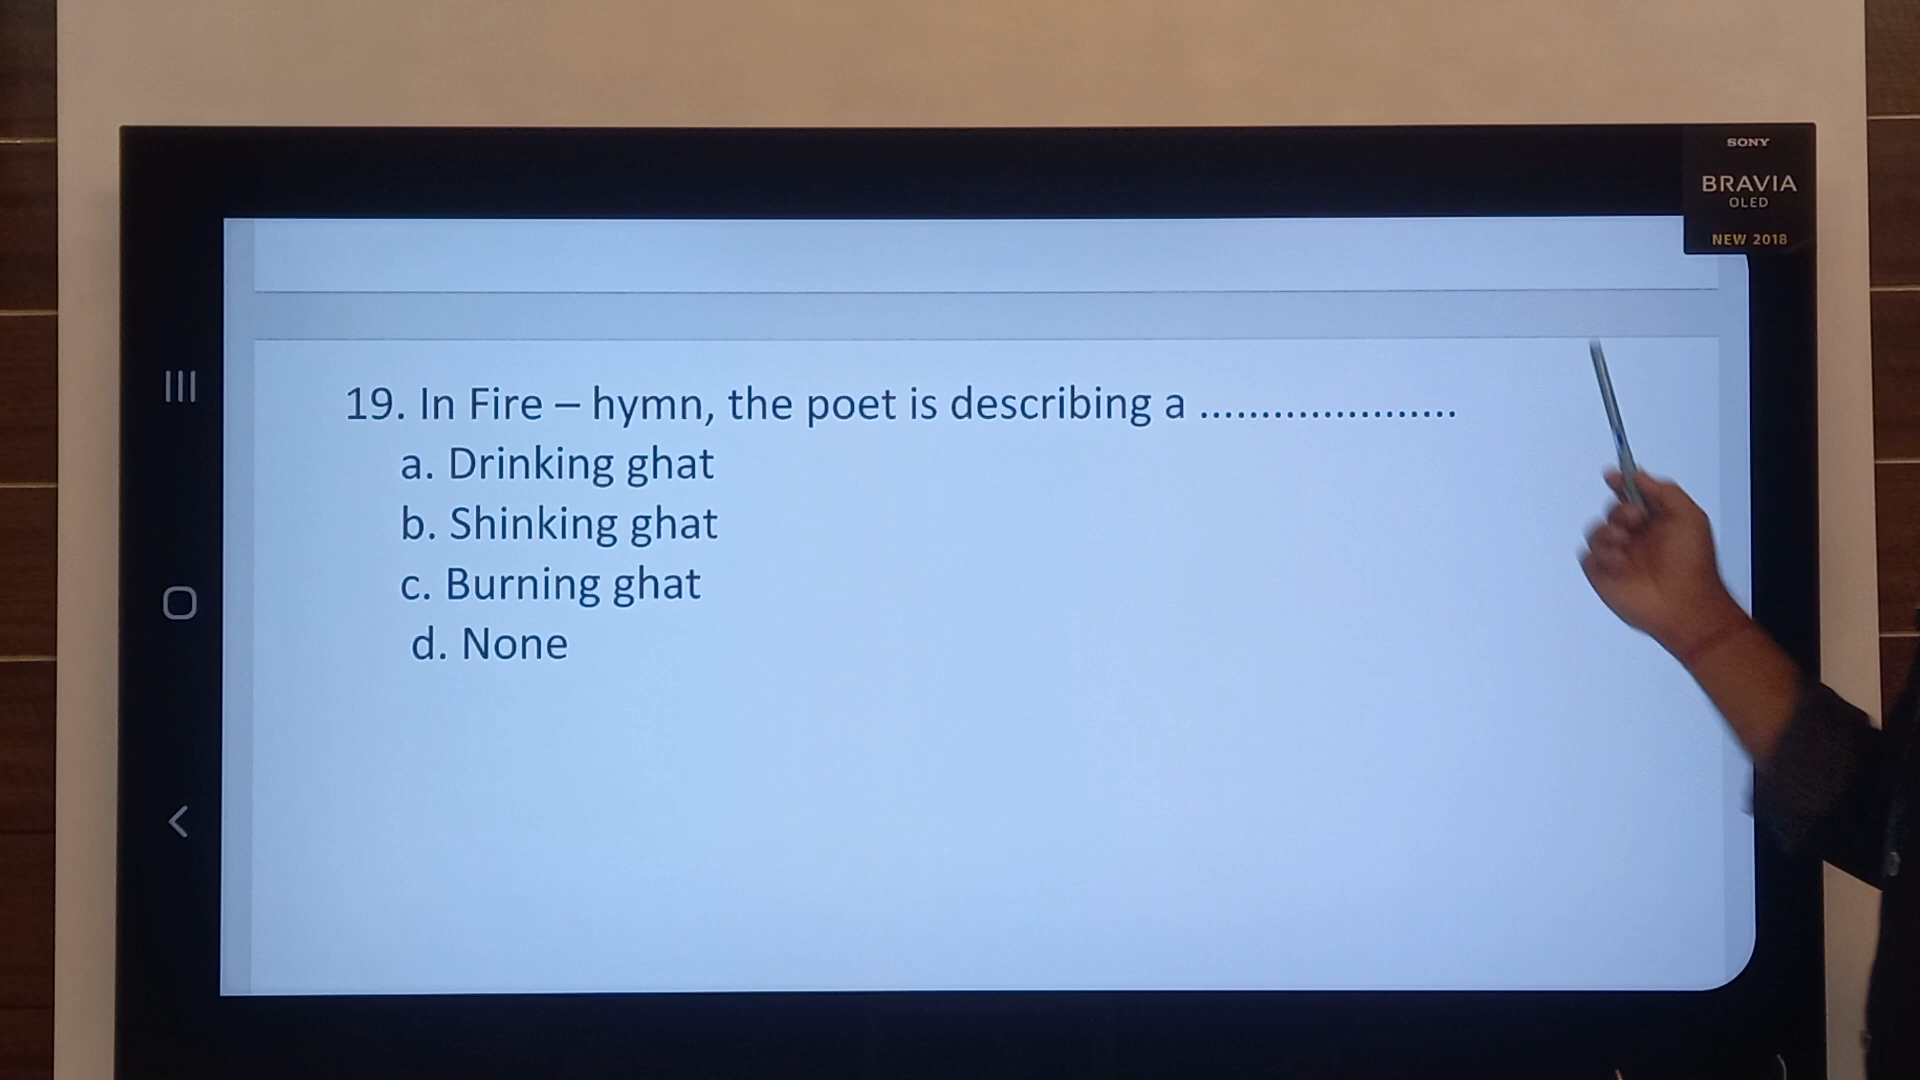 SONY
BRAVIA
OLED
NEW 2018
19. In Fire – hymn, the poet is describing a .....................
a. Drinking ghat
b. Shinking ghat
c. Burning ghat
d. None